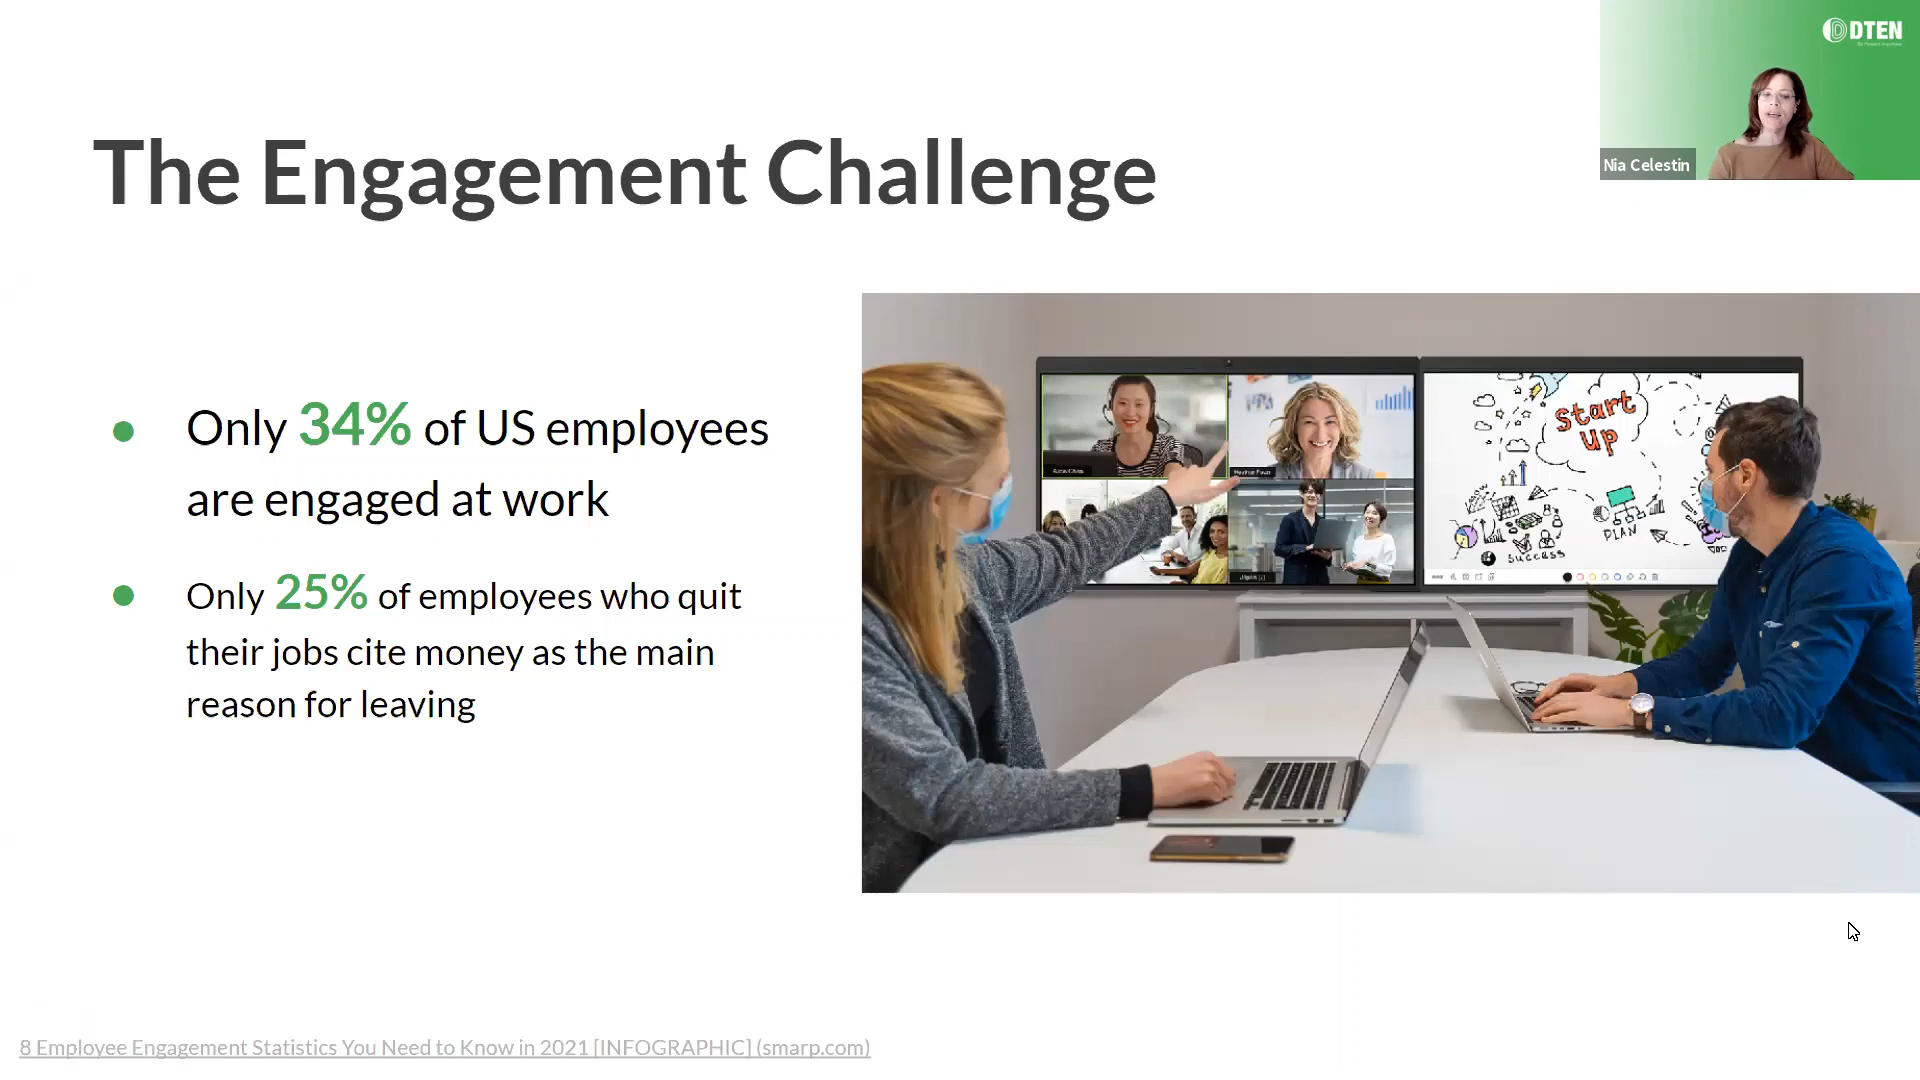 DTEN
Nia Celestin
The Engagement Challenge
Only 34% of US employees
are engaged at work
Only 25% of employees who quit
their jobs cite money as the main
reason for leaving
Start
Up
PLAN
SUCCESS
8 Employee Engagement Statistics You Need to Know in 2021 [INFOGRAPHIC] (smarp.com)